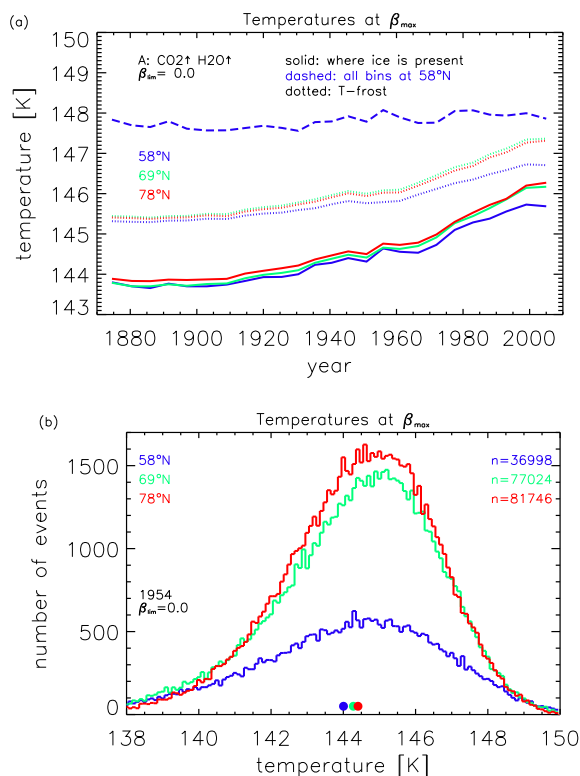 (a)
Temperatures at βmax
150
149
148
147
146
145
144
143
temperature [K]
A: CO2↑ H2O↑
βlim= 0.0
solid: where ice is present
dashed: all bins at 58°N
dotted: T-frost
58°N
69°N
78°N
1880 1900 1920 1940 1960 1980 2000
year
(b)
Temperatures at βmax
1500
1000
500
0
number of events
58°N
69°N
78°N
n=36998
n=77024
n=81746
1954
βlim=0.0
138 140 142 144 146 148 150
temperature [K]